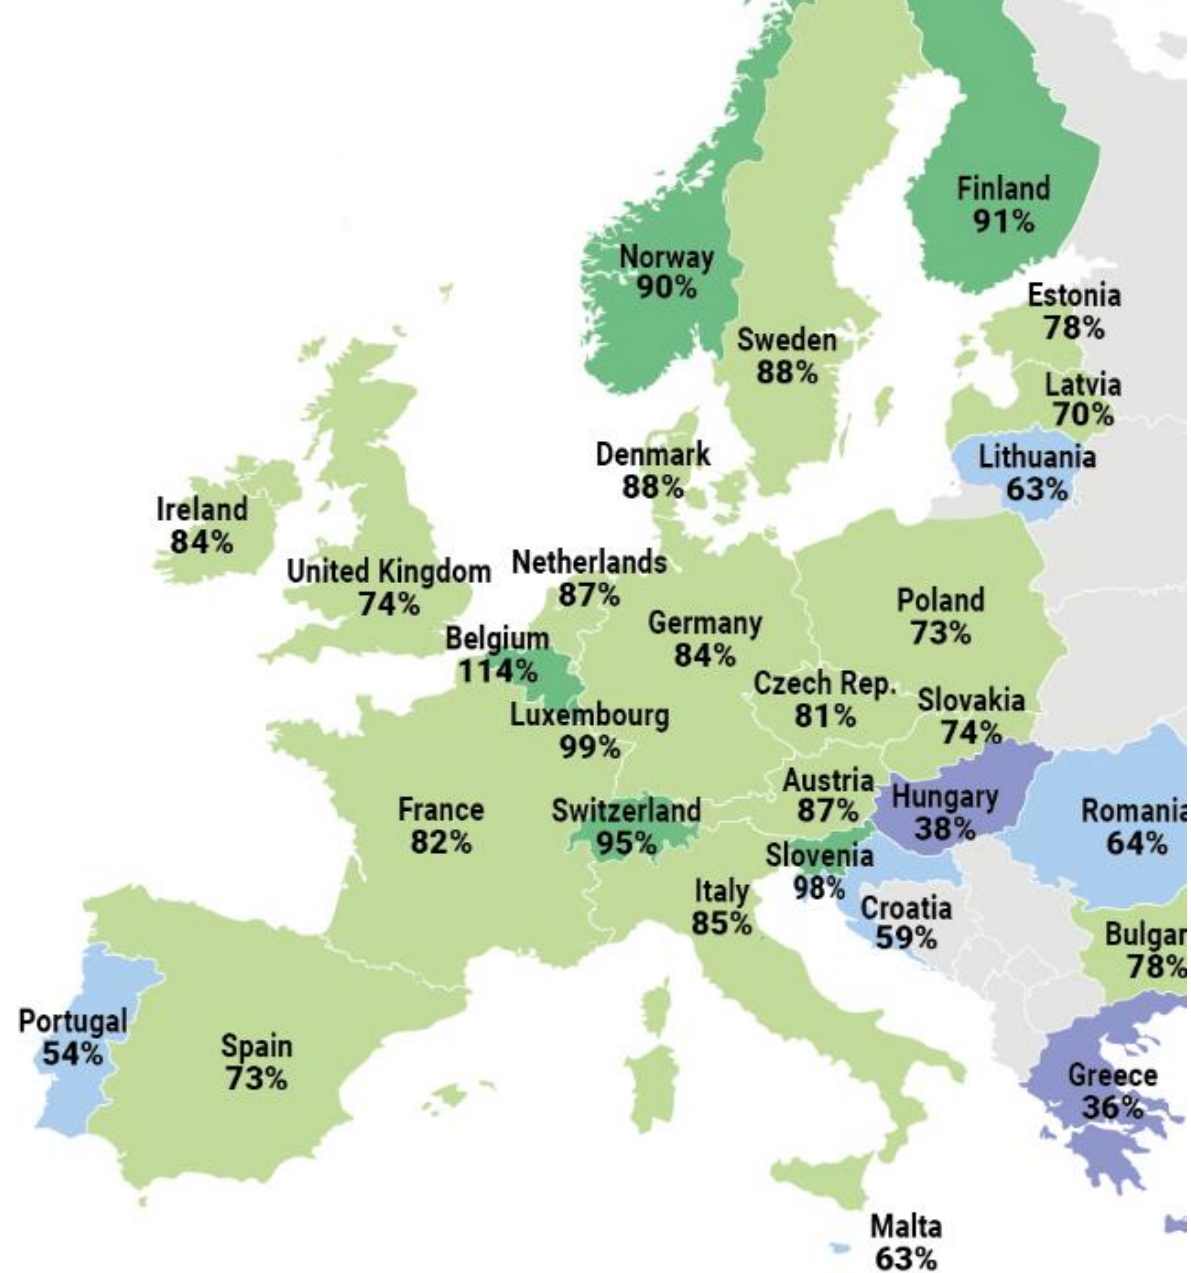 Finland
91%
Norway
90%
Estonia
78%
Sweden
88%
Latvia
70%
Denmark
88%
Lithuania
63%
Ireland
84%
United Kingdom
74%
Netherlands
87%
Poland
73%
Germany
84%
Belgium
114%
Czech Rep.
81%
Slovakia
74%
Luxembourg
99%
Austria
87%
Hungary
38%
France
82%
Switzerland
95%
Romania
64%
Slovenia
98%
Italy
85%
Croatia
59%
Bulgar
78%
Portugal
54%
Spain
73%
Greece
36%
Malta
63%